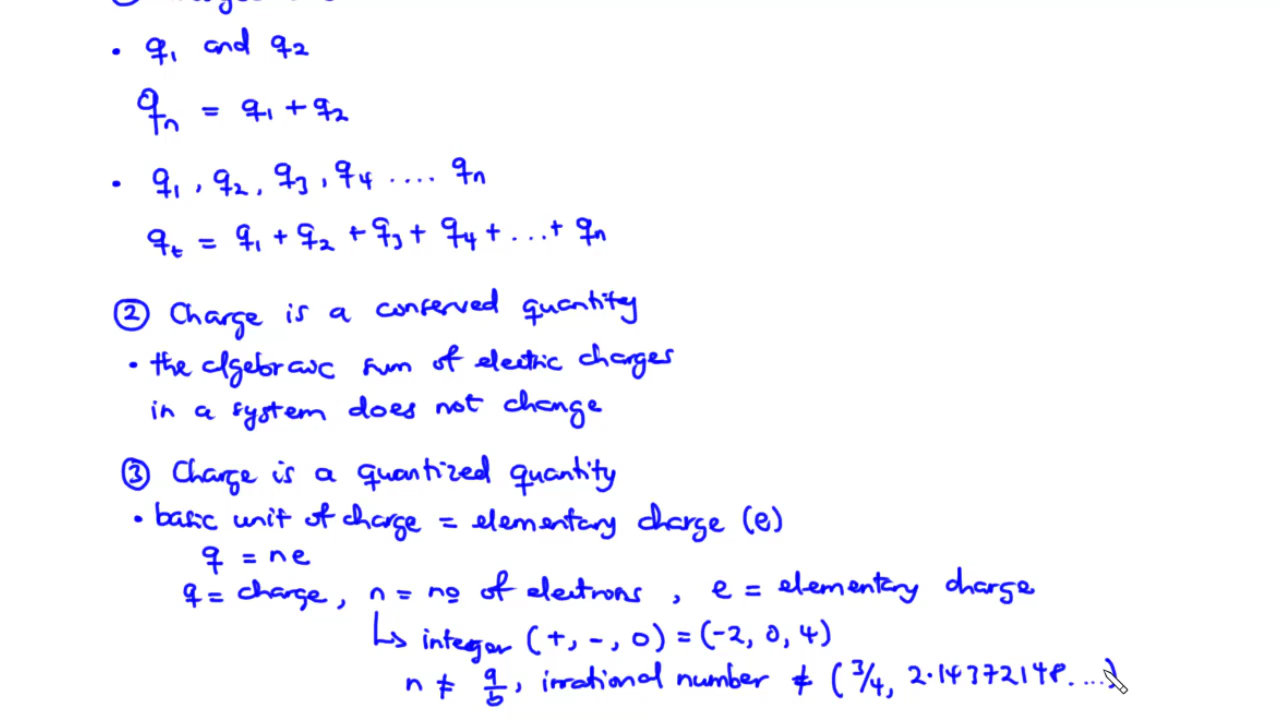 • q₁ and q₂
qₙ = q₁ + q₂
• q₁, q₂, q₃, q₄ .... qₙ
qₜ = q₁ + q₂ + q₃ + q₄ + ... + qₙ
② Charge is a conserved quantity
• the algebraic sum of electric charges
in a system does not change
③ Charge is a quantized quantity
• basic unit of charge = elementary charge (e)
q = ne
q = charge, n = no of electrons, e = elementary charge
↳ integer (+, -, 0) = (-2, 0, 4)
n ≠ a/b, irrational number ≠ (3/4, 2.14372148....)